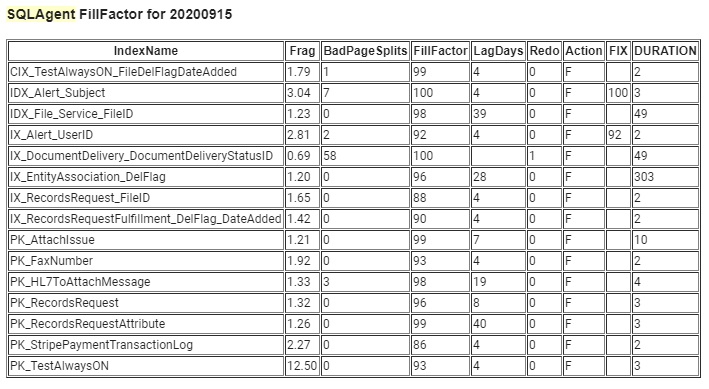 SQLAgent FillFactor for 20200915
IndexName Frag BadPageSplits FillFactor LagDays Redo Action FIX DURATION
CIX_TestAlwaysON_FileDelFlagDateAdded 1.79 1 99 4 0 F 2
IDX_Alert_Subject 3.04 7 100 4 0 F 100 3
IDX_File_Service_FileID 1.23 0 98 39 0 F 49
IX_Alert_UserID 2.81 2 92 4 0 F 92 2
IX_DocumentDelivery_DocumentDeliveryStatusID 0.69 58 100 1 F 49
IX_EntityAssociation_DelFlag 1.20 0 96 28 0 F 303
IX_RecordsRequest_FileID 1.65 0 88 4 0 F 2
IX_RecordsRequestFulfillment_DelFlag_DateAdded 1.42 0 90 4 0 F 2
PK_AttachIssue 1.21 0 99 7 0 F 10
PK_FaxNumber 1.92 0 93 4 0 F 2
PK_HL7ToAttachMessage 1.33 3 98 19 0 F 4
PK_RecordsRequest 1.32 0 96 8 0 F 3
PK_RecordsRequestAttribute 1.26 0 99 40 0 F 3
PK_StripePaymentTransactionLog 2.27 0 86 4 0 F 2
PK_TestAlwaysON 12.50 0 93 4 0 F 3